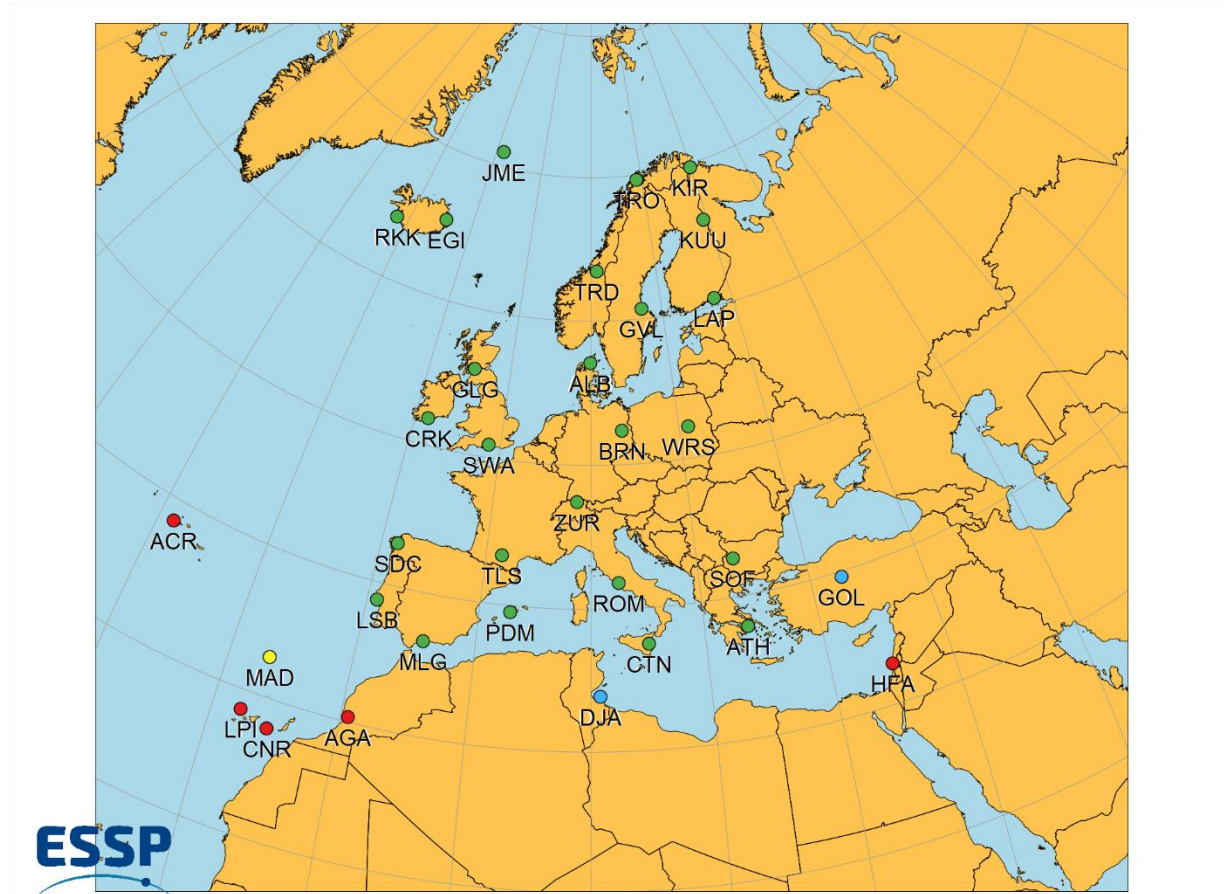 JME
TRO
KIR
RKK
EGI
KUU
TRD
GVL
LAP
GLG
ALB
CRK
SWA
BRN
WRS
ZUR
ACR
SDC
TLS
SOF
GOL
LSB
PDM
ROM
MLG
CTN
ATH
MAD
HFA
LPI
CNR
AGA
DJA
ESSP